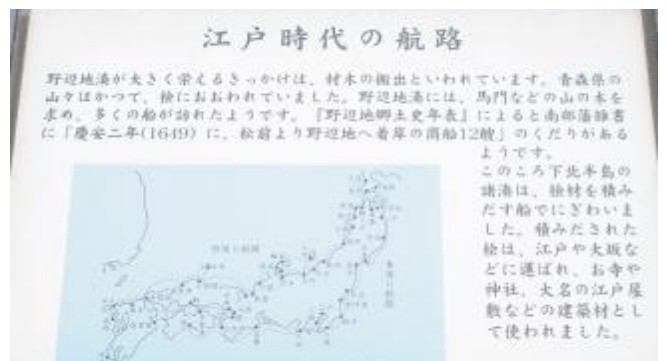 江戸時代の航路
野辺地湊が大きく栄えるきっかけは、材木の搬出といわれています。青森県の
山々はかつて、桧におおわれていました。野辺地湊には、馬門などの山の木を
求め、多くの船が訪れたようです。『野辺地郷土史年表』によると南部藩雑書
に「慶安二年(1649)に、松前より野辺地へ着岸の商船12艘」のくだりがある
ようです。
このころ下北半島の
諸湊は、桧材を積み
だす船でにぎわいま
した。積みだされた
桧は、江戸や大坂な
どに運ばれ、お寺や
神社、大名の江戸屋
敷などの建築材とし
て使われました。